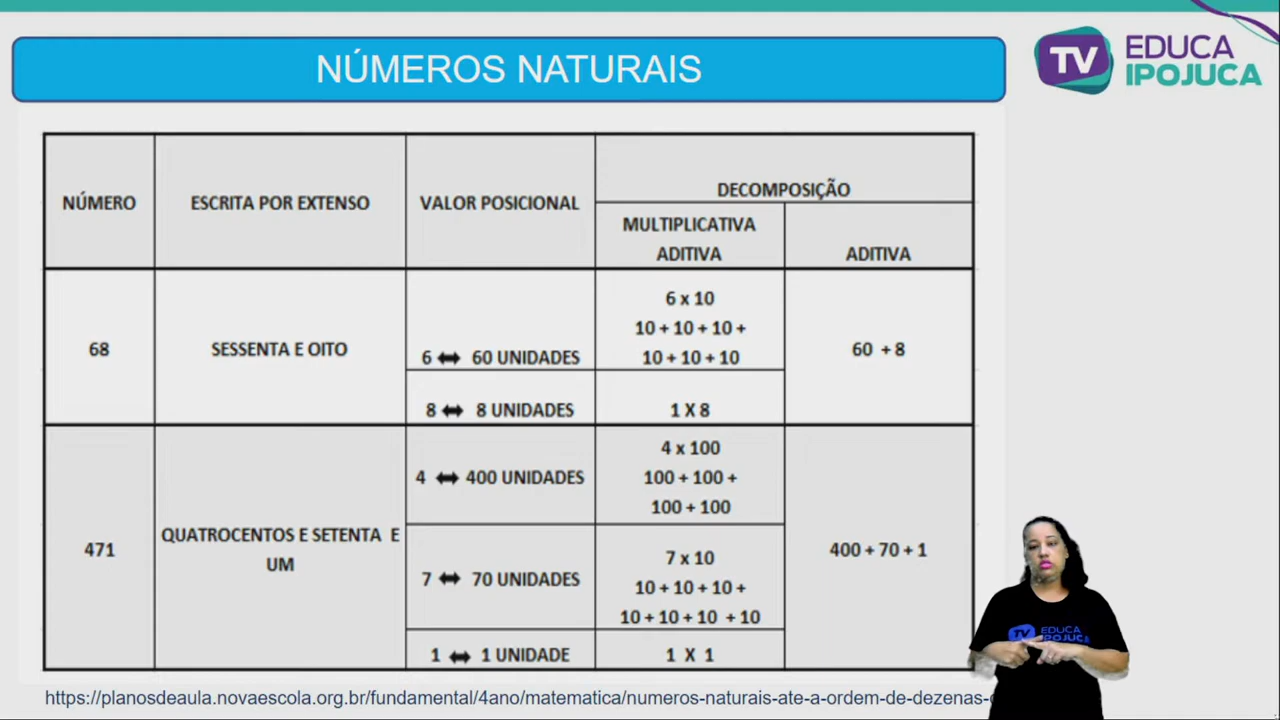 NÚMEROS NATURAIS
TV EDUCA
IPOJUCA
NÚMERO
ESCRITA POR EXTENSO
VALOR POSICIONAL
DECOMPOSIÇÃO
MULTIPLICATIVA
ADITIVA
ADITIVA
68
SESSENTA E OITO
6 ⬌ 60 UNIDADES
6 x 10
10 + 10 + 10 +
10 + 10 + 10
60 + 8
8 ⬌ 8 UNIDADES
1 X 8
471
QUATROCENTOS E SETENTA E
UM
4 ⬌ 400 UNIDADES
4 x 100
100 + 100 +
100 + 100
400 + 70 + 1
7 ⬌ 70 UNIDADES
7 x 10
10 + 10 + 10 +
10 + 10 + 10 + 10
1 ⬌ 1 UNIDADE
1 X 1
TV EDUCA
IPOJUCA
https://planosdeaula.novaescola.org.br/fundamental/4ano/matematica/numeros-naturais-ate-a-ordem-de-dezenas-